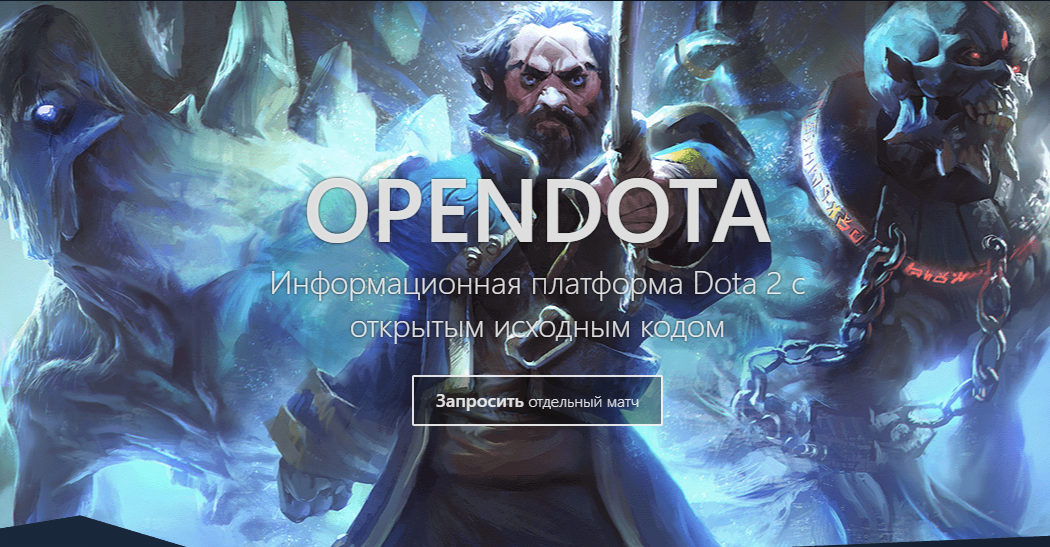 OPENDOTA
Информационная платформа Dota 2 с
открытым исходным кодом
Запросить отдельный матч